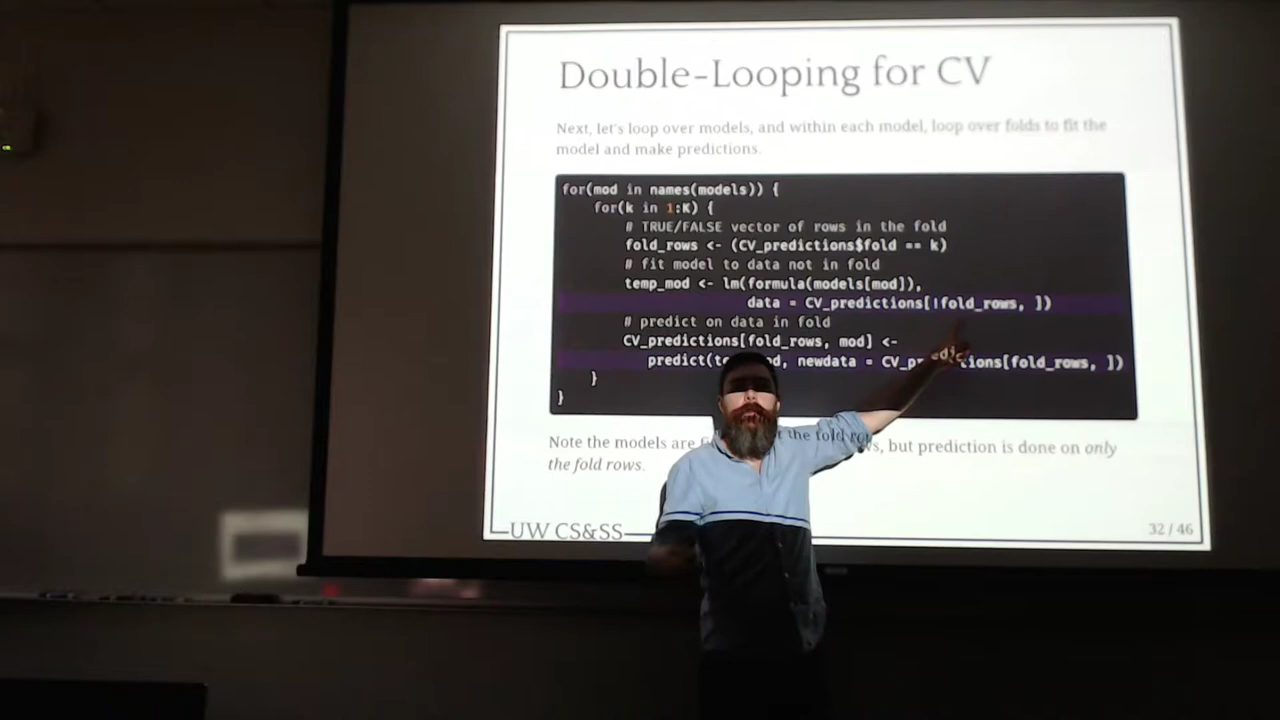 Double-Looping for CV
Next, let's loop over models, and within each model, loop over folds to fit the
model and make predictions.
for(mod in names(models)) {
for(k in 1:K) {
# TRUE/FALSE vector of rows in the fold
fold_rows <- (CV_predictions$fold == k)
# fit model to data not in fold
temp_mod <- lm(formula(models[mod]),
data = CV_predictions[!fold_rows, ])
# predict on data in fold
CV_predictions[fold_rows, mod] <-
predict( newdata = CV_predictions[fold_rows, ])
}
}
Note the models are the fold rows, but prediction is done on only
the fold rows.
UW CS&SS
32 / 46